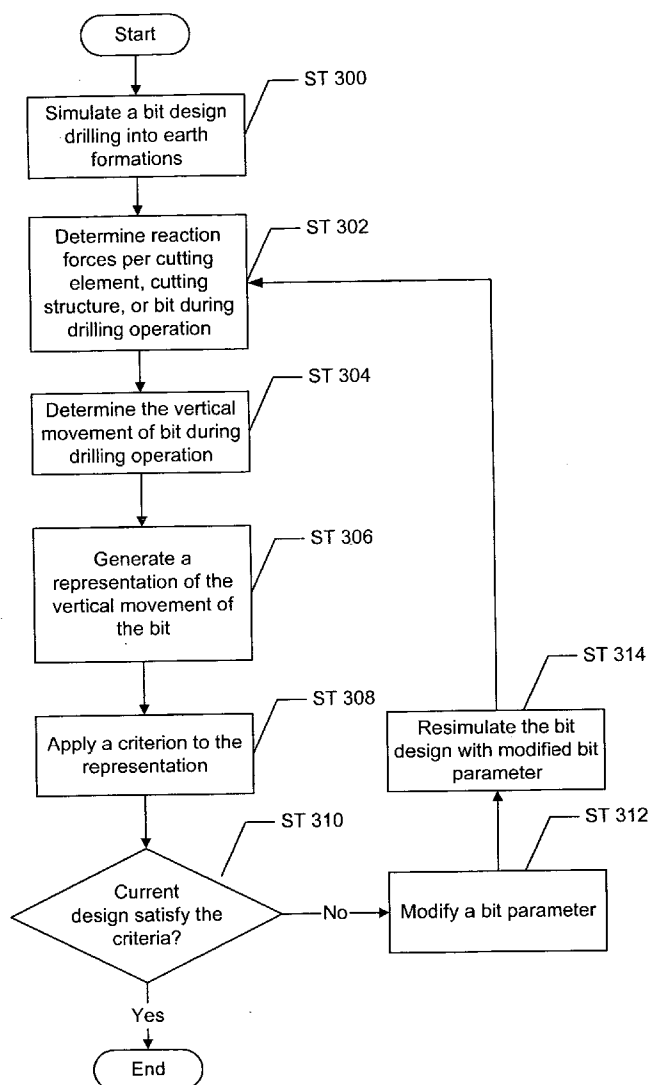 Start
ST 300
Simulate a bit design
drilling into earth
formations
ST 302
Determine reaction
forces per cutting
element, cutting
structure, or bit during
drilling operation
ST 304
Determine the vertical
movement of bit during
drilling operation
ST 306
Generate a
representation of the
vertical movement of
the bit
ST 308
Apply a criterion to the
representation
ST 310
Current
design satisfy the
criteria?
No
Yes
End
ST 312
Modify a bit parameter
ST 314
Resimulate the bit
design with modified bit
parameter